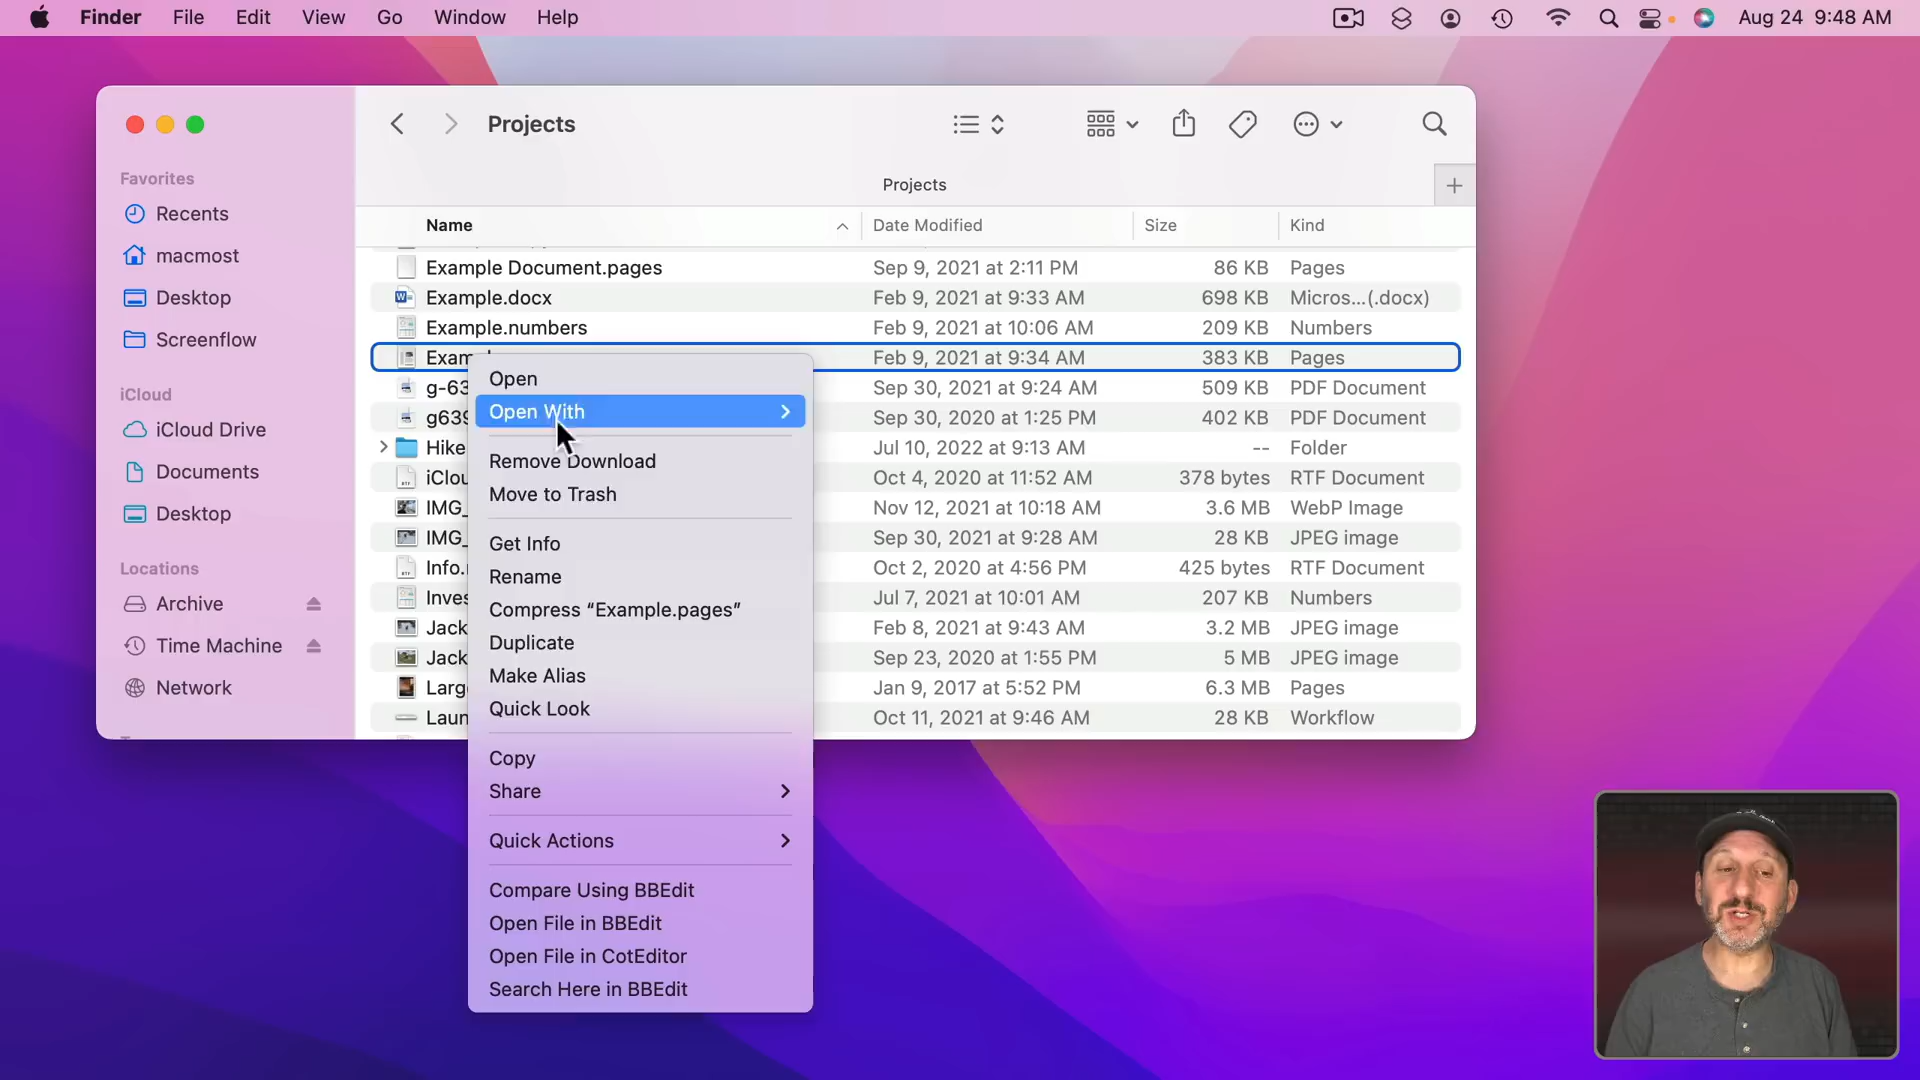 Finder File Edit View Go Window Help Aug 24 9:48 AM
Projects
Projects
Favorites
Recents
macmost
Desktop
Screenflow
iCloud
iCloud Drive
Documents
Desktop
Locations
Archive
Time Machine
Network
Name Date Modified Size Kind
Example Document.pages Sep 9, 2021 at 2:11 PM 86 KB Pages
Example.docx Feb 9, 2021 at 9:33 AM 698 KB Micros...(.docx)
Example.numbers Feb 9, 2021 at 10:06 AM 209 KB Numbers
Feb 9, 2021 at 9:34 AM 383 KB Pages
g-63 Sep 30, 2021 at 9:24 AM 509 KB PDF Document
g639 Sep 30, 2020 at 1:25 PM 402 KB PDF Document
Hike Jul 10, 2022 at 9:13 AM -- Folder
iClou Oct 4, 2020 at 11:52 AM 378 bytes RTF Document
IMG_ Nov 12, 2021 at 10:18 AM 3.6 MB WebP Image
IMG_ Sep 30, 2021 at 9:28 AM 28 KB JPEG image
Info. Oct 2, 2020 at 4:56 PM 425 bytes RTF Document
Inves Jul 7, 2021 at 10:01 AM 207 KB Numbers
Jack Feb 8, 2021 at 9:43 AM 3.2 MB JPEG image
Jack Sep 23, 2020 at 1:55 PM 5 MB JPEG image
Larg Jan 9, 2017 at 5:52 PM 6.3 MB Pages
Laun Oct 11, 2021 at 9:46 AM 28 KB Workflow
Open
Open With
Remove Download
Move to Trash
Get Info
Rename
Compress “Example.pages”
Duplicate
Make Alias
Quick Look
Copy
Share
Quick Actions
Compare Using BBEdit
Open File in BBEdit
Open File in CotEditor
Search Here in BBEdit